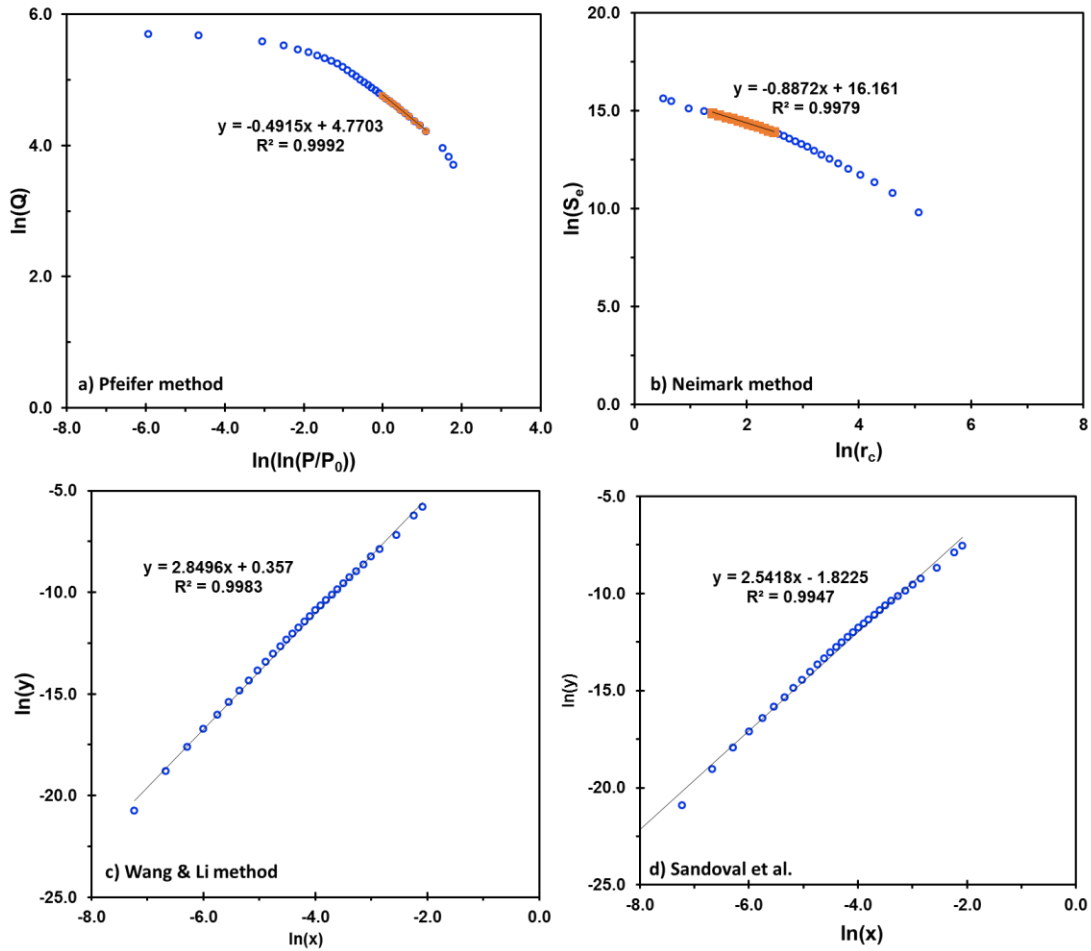 6.0
4.0
2.0
0.0
ln(Q)
y = -0.4915x + 4.7703
R² = 0.9992
a) Pfeifer method
-8.0 -6.0 -4.0 -2.0 0.0 2.0 4.0
ln(ln(P/P₀))
20.0
15.0
10.0
5.0
0.0
ln(Sₑ)
y = -0.8872x + 16.161
R² = 0.9979
b) Neimark method
0 2 4 6 8
ln(r_c)
-5.0
-10.0
-15.0
-20.0
-25.0
ln(y)
y = 2.8496x + 0.357
R² = 0.9983
c) Wang & Li method
-8.0 -6.0 -4.0 -2.0 0.0
ln(x)
-5.0
-10.0
-15.0
-20.0
-25.0
ln(y)
y = 2.5418x - 1.8225
R² = 0.9947
d) Sandoval et al.
-8.0 -6.0 -4.0 -2.0 0.0
ln(x)